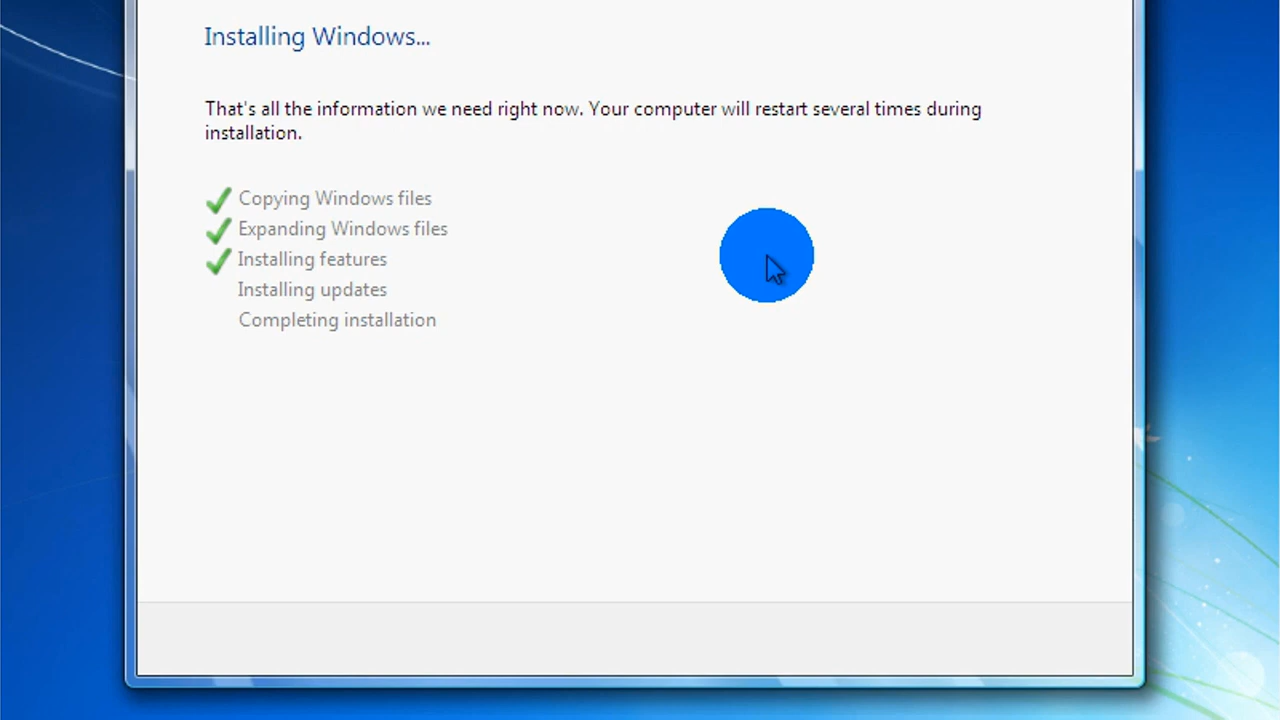 Installing Windows...
That's all the information we need right now. Your computer will restart several times during
installation.
Copying Windows files
Expanding Windows files
Installing features
Installing updates
Completing installation